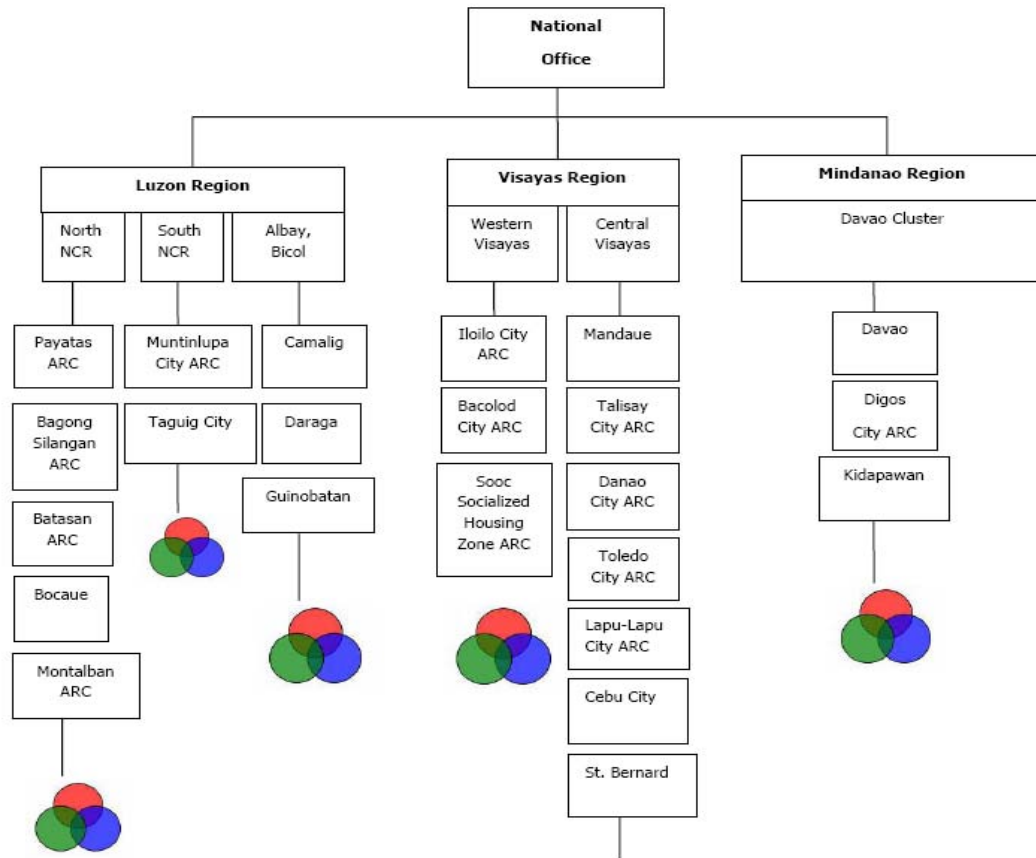 National
Office
Luzon Region
North
NCR
South
NCR
Albay,
Bicol
Payatas
ARC
Bagong
Silangan
ARC
Batasan
ARC
Bocaue
Montalban
ARC
Muntinlupa
City ARC
Taguig City
Camalig
Daraga
Guinobatan
Visayas Region
Western
Visayas
Central
Visayas
Iloilo City
ARC
Bacolod
City ARC
Sooc
Socialized
Housing
Zone ARC
Mandaue
Talisay
City ARC
Danao
City ARC
Toledo
City ARC
Lapu-Lapu
City ARC
Cebu City
St. Bernard
Mindanao Region
Davao Cluster
Davao
Digos
City ARC
Kidapawan